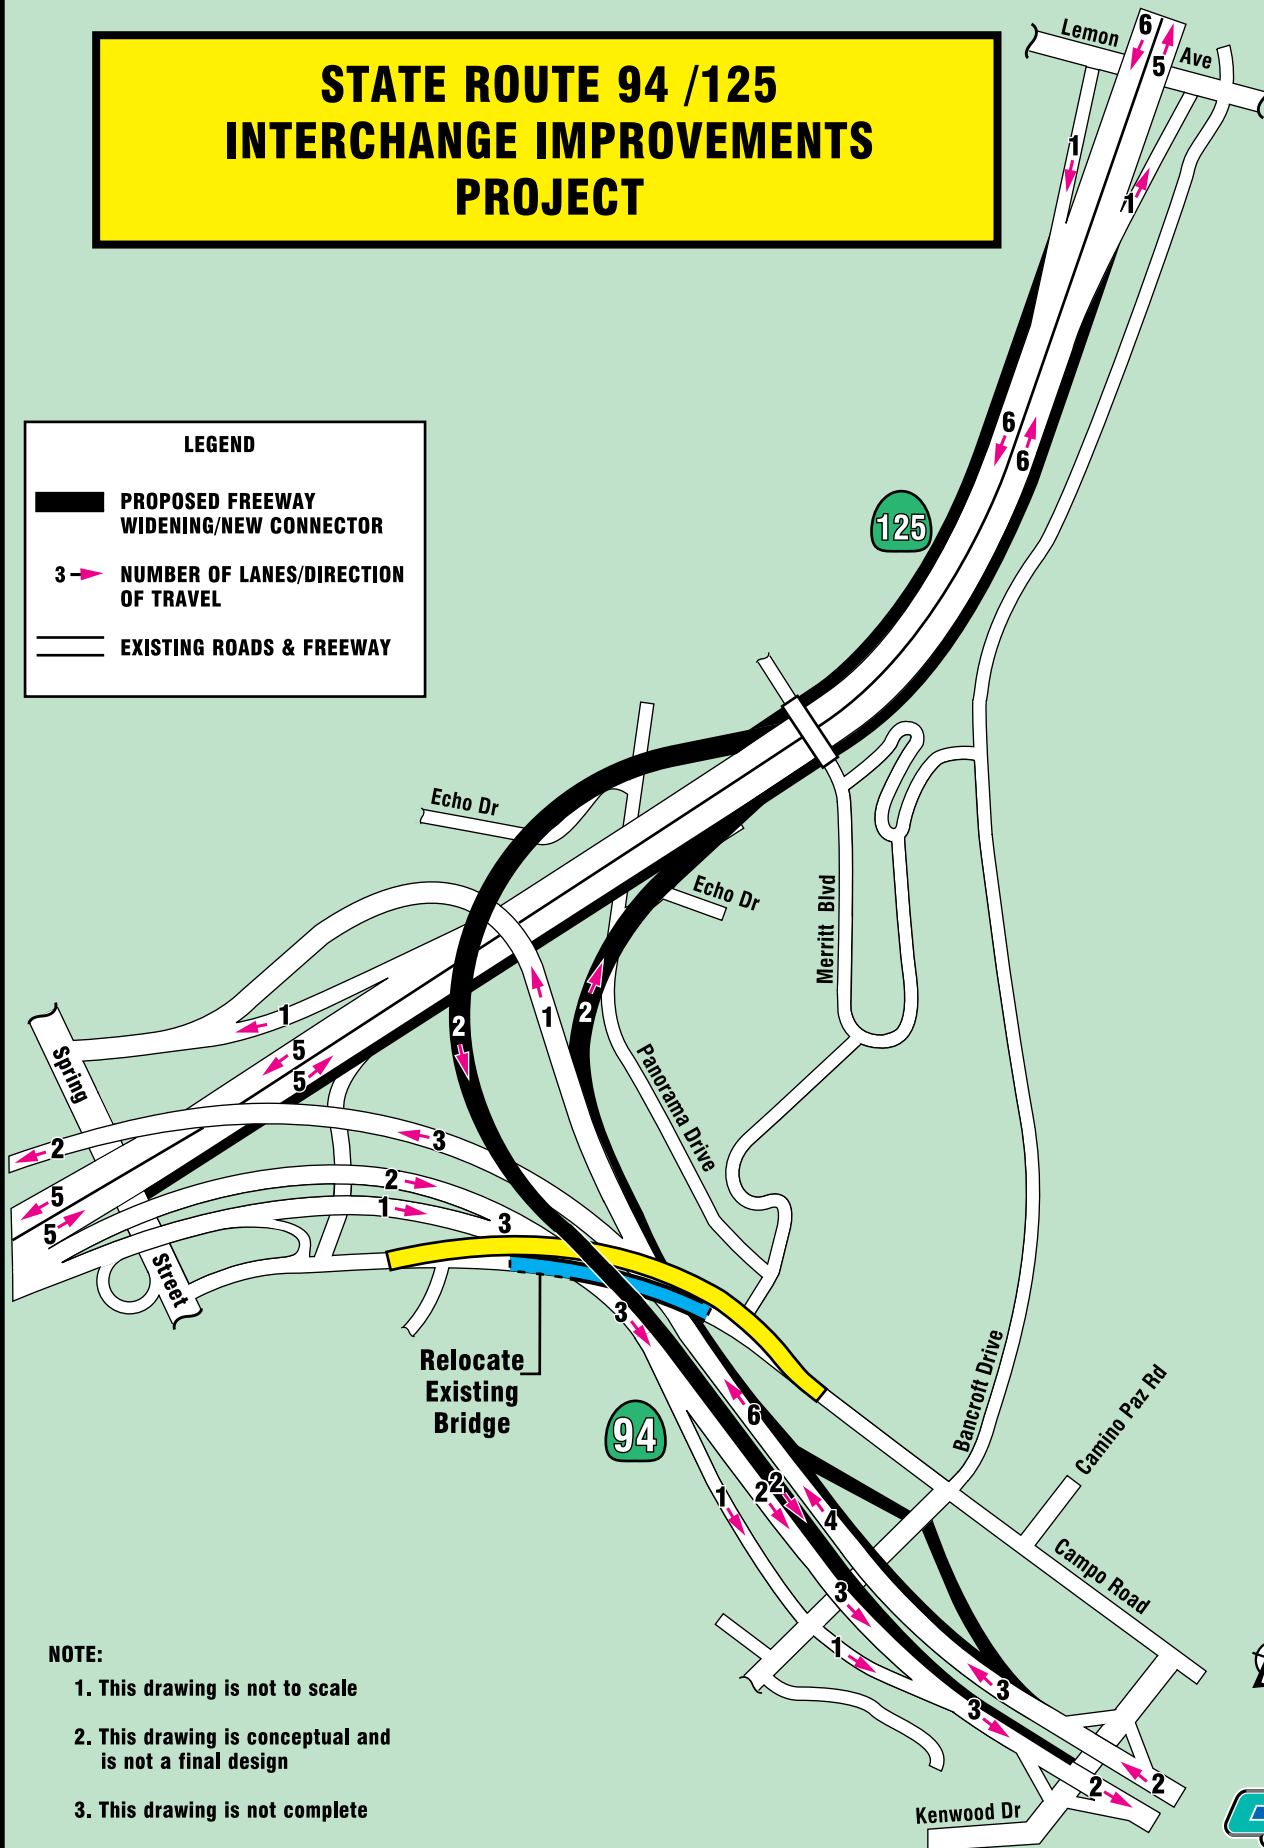 STATE ROUTE 94 /125
INTERCHANGE IMPROVEMENTS
PROJECT
Lemon
Ave
6
5
1
1
LEGEND
PROPOSED FREEWAY
WIDENING/NEW CONNECTOR
3
NUMBER OF LANES/DIRECTION
OF TRAVEL
EXISTING ROADS & FREEWAY
6
6
125
Echo Dr
Echo Dr
Merritt Blvd
2
1
2
1
5
5
Spring
Panorama Drive
3
2
2
1
5
5
3
Street
3
Relocate
Existing
Bridge
94
6
Bancroft Drive
Camino Paz Rd
1
2
2
4
Campo Road
3
1
3
3
2
2
Kenwood Dr
NOTE:
1. This drawing is not to scale
2. This drawing is conceptual and
is not a final design
3. This drawing is not complete